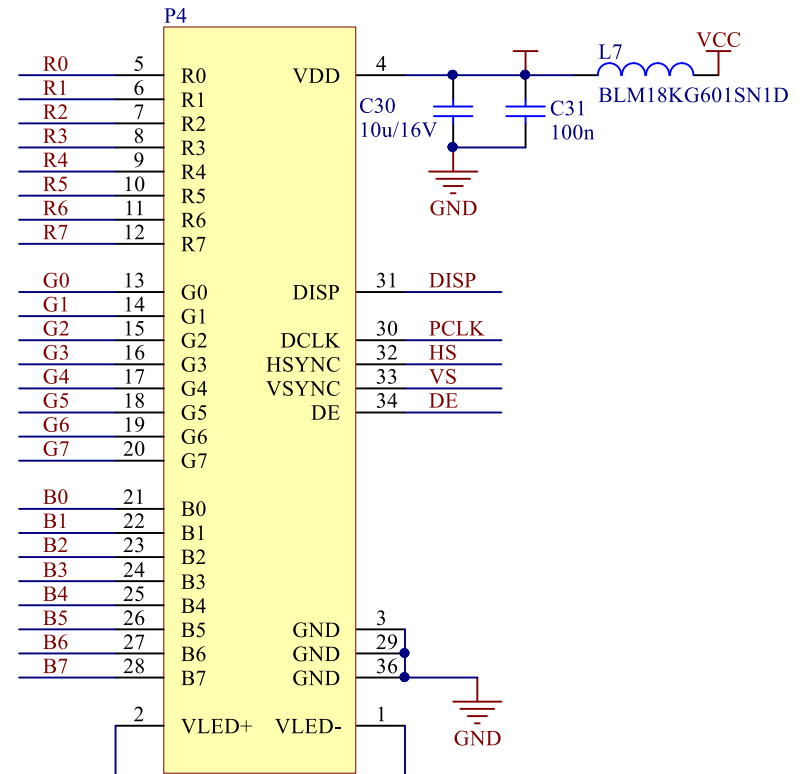 P4
R0 5 R0 VDD 4
R1 6 R1
R2 7 R2
R3 8 R3
R4 9 R4
R5 10 R5
R6 11 R6
R7 12 R7
L7
VCC
BLM18KG601SN1D
C30
10u/16V
C31
100n
GND
G0 13 G0 DISP 31 DISP
G1 14 G1
G2 15 G2 DCLK 30 PCLK
G3 16 G3 HSYNC 32 HS
G4 17 G4 VSYNC 33 VS
G5 18 G5 DE 34 DE
G6 19 G6
G7 20 G7
B0 21 B0
B1 22 B1
B2 23 B2
B3 24 B3
B4 25 B4
B5 26 B5 GND 3
B6 27 B6 GND 29
B7 28 B7 GND 36
GND
2 VLED+ VLED- 1